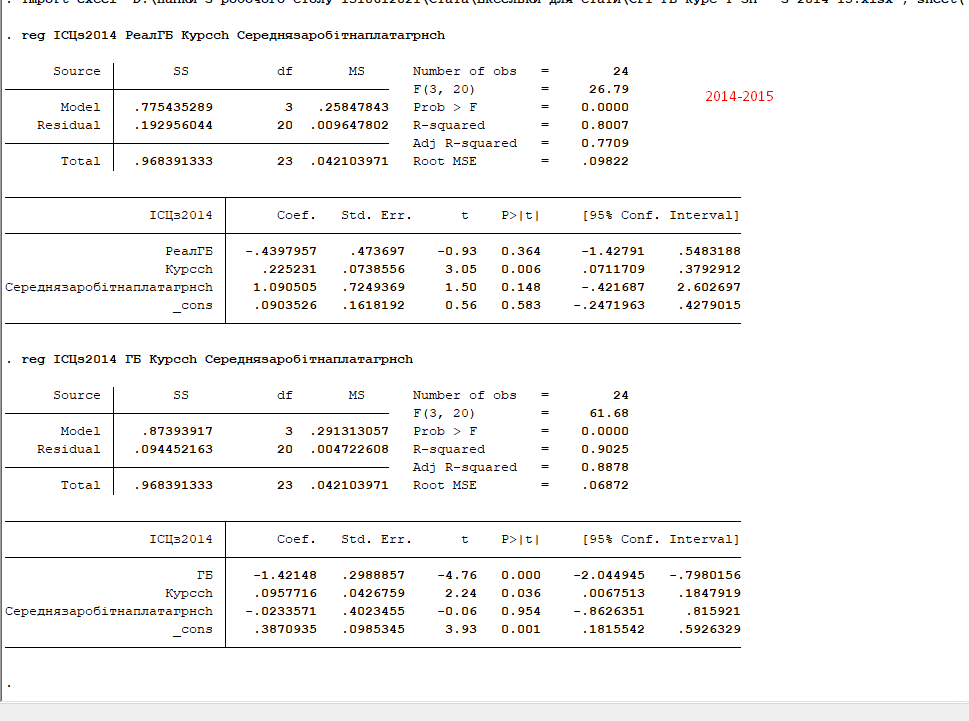 . reg ІСЦз2014 РеалГБ Курссh Середнязаробітнаплатагрнсh
Source SS df MS Number of obs = 24
F(3, 20) = 26.79
2014-2015
Model .775435289 3 .25847843 Prob > F = 0.0000
Residual .192956044 20 .009647802 R-squared = 0.8007
Adj R-squared = 0.7709
Total .968391333 23 .042103971 Root MSE = .09822
ІСЦз2014 Coef. Std. Err. t P>|t| [95% Conf. Interval]
РеалГБ -.4397957 .473697 -0.93 0.364 -1.42791 .5483188
Курссh .225231 .0738556 3.05 0.006 .0711709 .3792912
Середнязаробітнаплатагрнсh 1.090505 .7249369 1.50 0.148 -.421687 2.602697
_cons .0903526 .1618192 0.56 0.583 -.2471963 .4279015
. reg ІСЦз2014 ГБ Курссh Середнязаробітнаплатагрнсh
Source SS df MS Number of obs = 24
F(3, 20) = 61.68
Model .87393917 3 .291313057 Prob > F = 0.0000
Residual .094452163 20 .004722608 R-squared = 0.9025
Adj R-squared = 0.8878
Total .968391333 23 .042103971 Root MSE = .06872
ІСЦз2014 Coef. Std. Err. t P>|t| [95% Conf. Interval]
ГБ -1.42148 .2988857 -4.76 0.000 -2.044945 -.7980156
Курссh .0957716 .0426759 2.24 0.036 .0067513 .1847919
Середнязаробітнаплатагрнсh -.0233571 .4023455 -0.06 0.954 -.8626351 .815921
_cons .3870935 .0985345 3.93 0.001 .1815542 .5926329
.